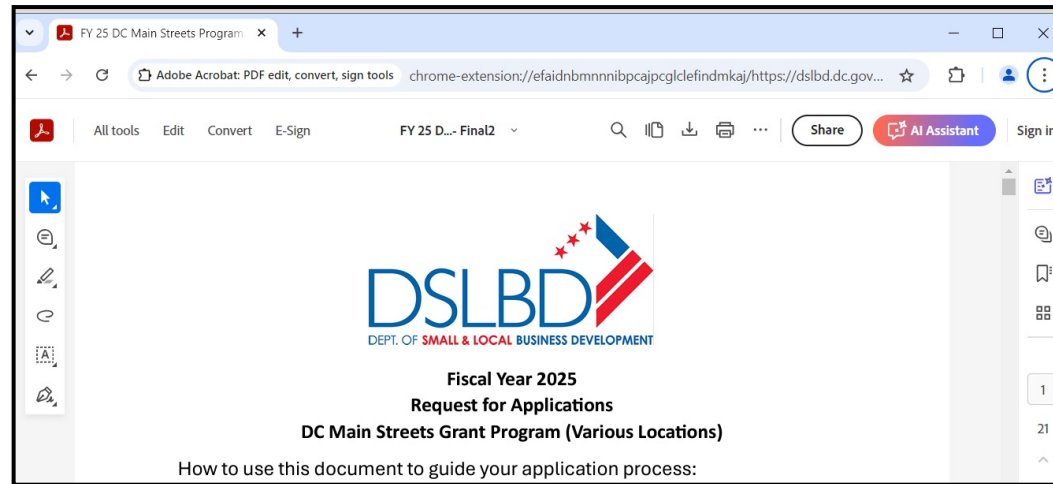 FY 25 DC Main Streets Program
Adobe Acrobat: PDF edit, convert, sign tools chrome-extension://efaidnbmnnnibpcajpcglclefindmkaj/https://dslbd.dc.gov...
All tools Edit Convert E-Sign FY 25 D...- Final2 Share AI Assistant Sign in
DSLBD
DEPT. OF SMALL & LOCAL BUSINESS DEVELOPMENT
Fiscal Year 2025
Request for Applications
DC Main Streets Grant Program (Various Locations)
How to use this document to guide your application process:
A
1
21